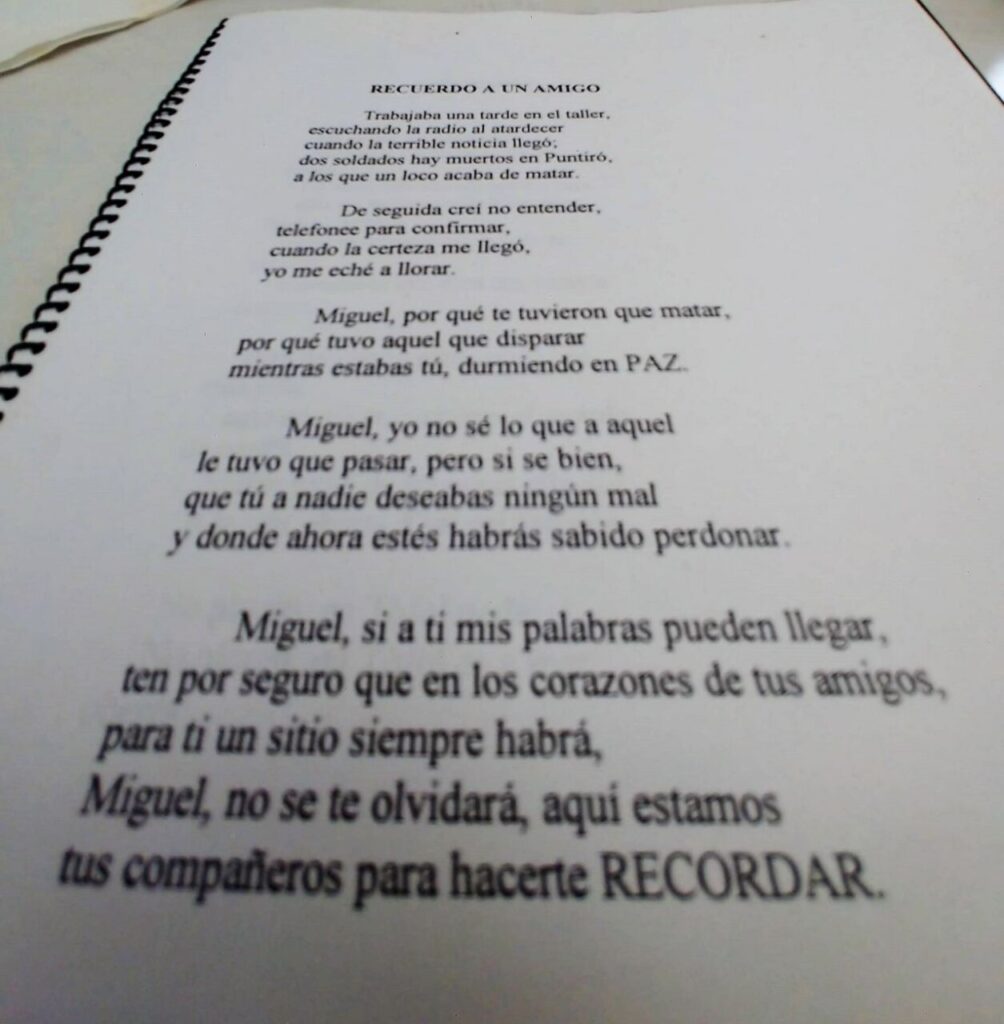 RECUERDO A UN AMIGO
Trabajaba una tarde en el taller,
escuchando la radio al atardecer
cuando la terrible noticia llegó;
dos soldados hay muertos en Puntiró,
a los que un loco acaba de matar.
De seguida creí no entender,
telefonee para confirmar,
cuando la certeza me llegó,
yo me eché a llorar.
Miguel, por qué te tuvieron que matar,
por qué tuvo aquel que disparar
mientras estabas tú, durmiendo en PAZ.
Miguel, yo no sé lo que a aquel
le tuvo que pasar, pero si se bien,
que tú a nadie deseabas ningún mal
y donde ahora estés habrás sabido perdonar.
Miguel, si a ti mis palabras pueden llegar,
ten por seguro que en los corazones de tus amigos,
para ti un sitio siempre habrá,
Miguel, no se te olvidará, aquí estamos
tus compañeros para hacerte RECORDAR.